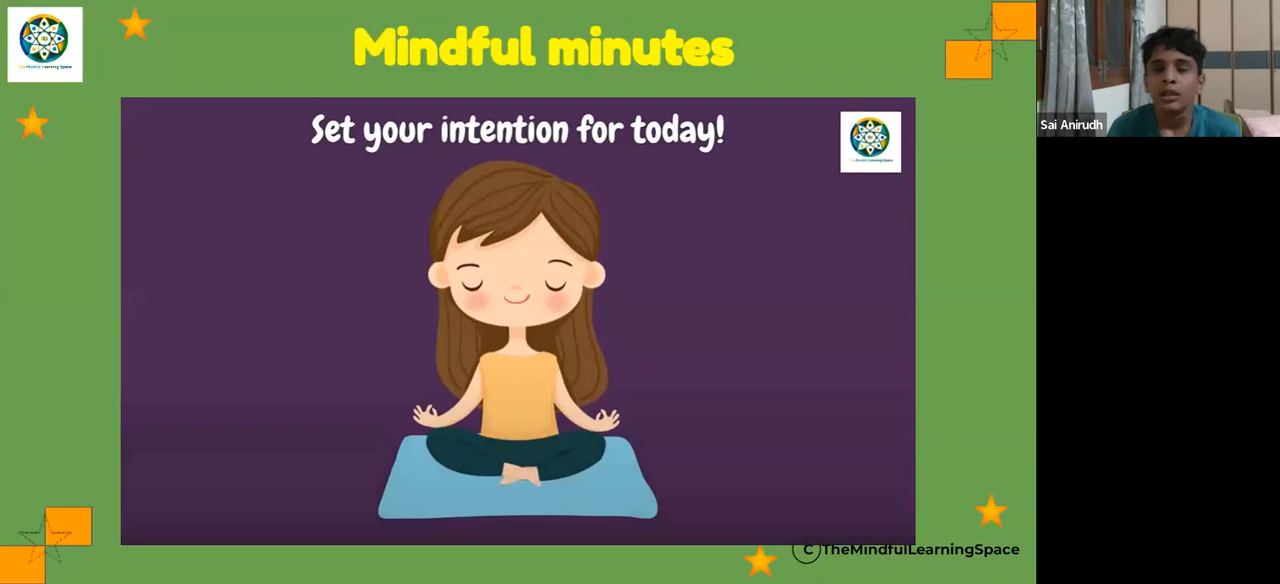 Mindful minutes
Set your intention for today!
Sai Anirudh
C TheMindfulLearningSpace